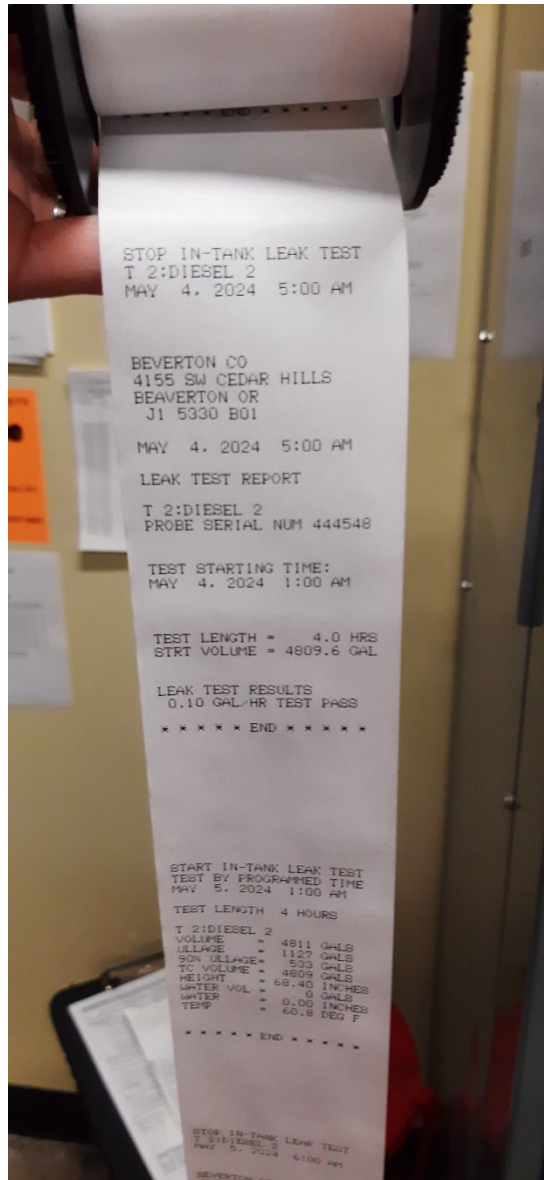 * * * * * END * * * * *
STOP IN-TANK LEAK TEST
T 2:DIESEL 2
MAY 4, 2024 5:00 AM
BEVERTON CO
4155 SW CEDAR HILLS
BEAVERTON OR
J1 5330 B01
MAY 4, 2024 5:00 AM
LEAK TEST REPORT
T 2:DIESEL 2
PROBE SERIAL NUM 444548
TEST STARTING TIME:
MAY 4, 2024 1:00 AM
TEST LENGTH = 4.0 HRS
STRT VOLUME = 4809.6 GAL
LEAK TEST RESULTS
0.10 GAL/HR TEST PASS
* * * * * END * * * * *
START IN-TANK LEAK TEST
TEST BY PROGRAMMED TIME
MAY 5, 2024 1:00 AM
TEST LENGTH 4 HOURS
T 2:DIESEL 2
VOLUME = 4811 GALS
ULLAGE = 1127 GALS
90% ULLAGE= 533 GALS
TC VOLUME = 4809 GALS
HEIGHT = 68.40 INCHES
WATER VOL = 0 GALS
WATER = 0.00 INCHES
TEMP = 60.8 DEG F
* * * * * END * * * * *
STOP IN-TANK LEAK TEST
T 2:DIESEL 2
MAY 5, 2024 6:00 AM
BEVERTON CO